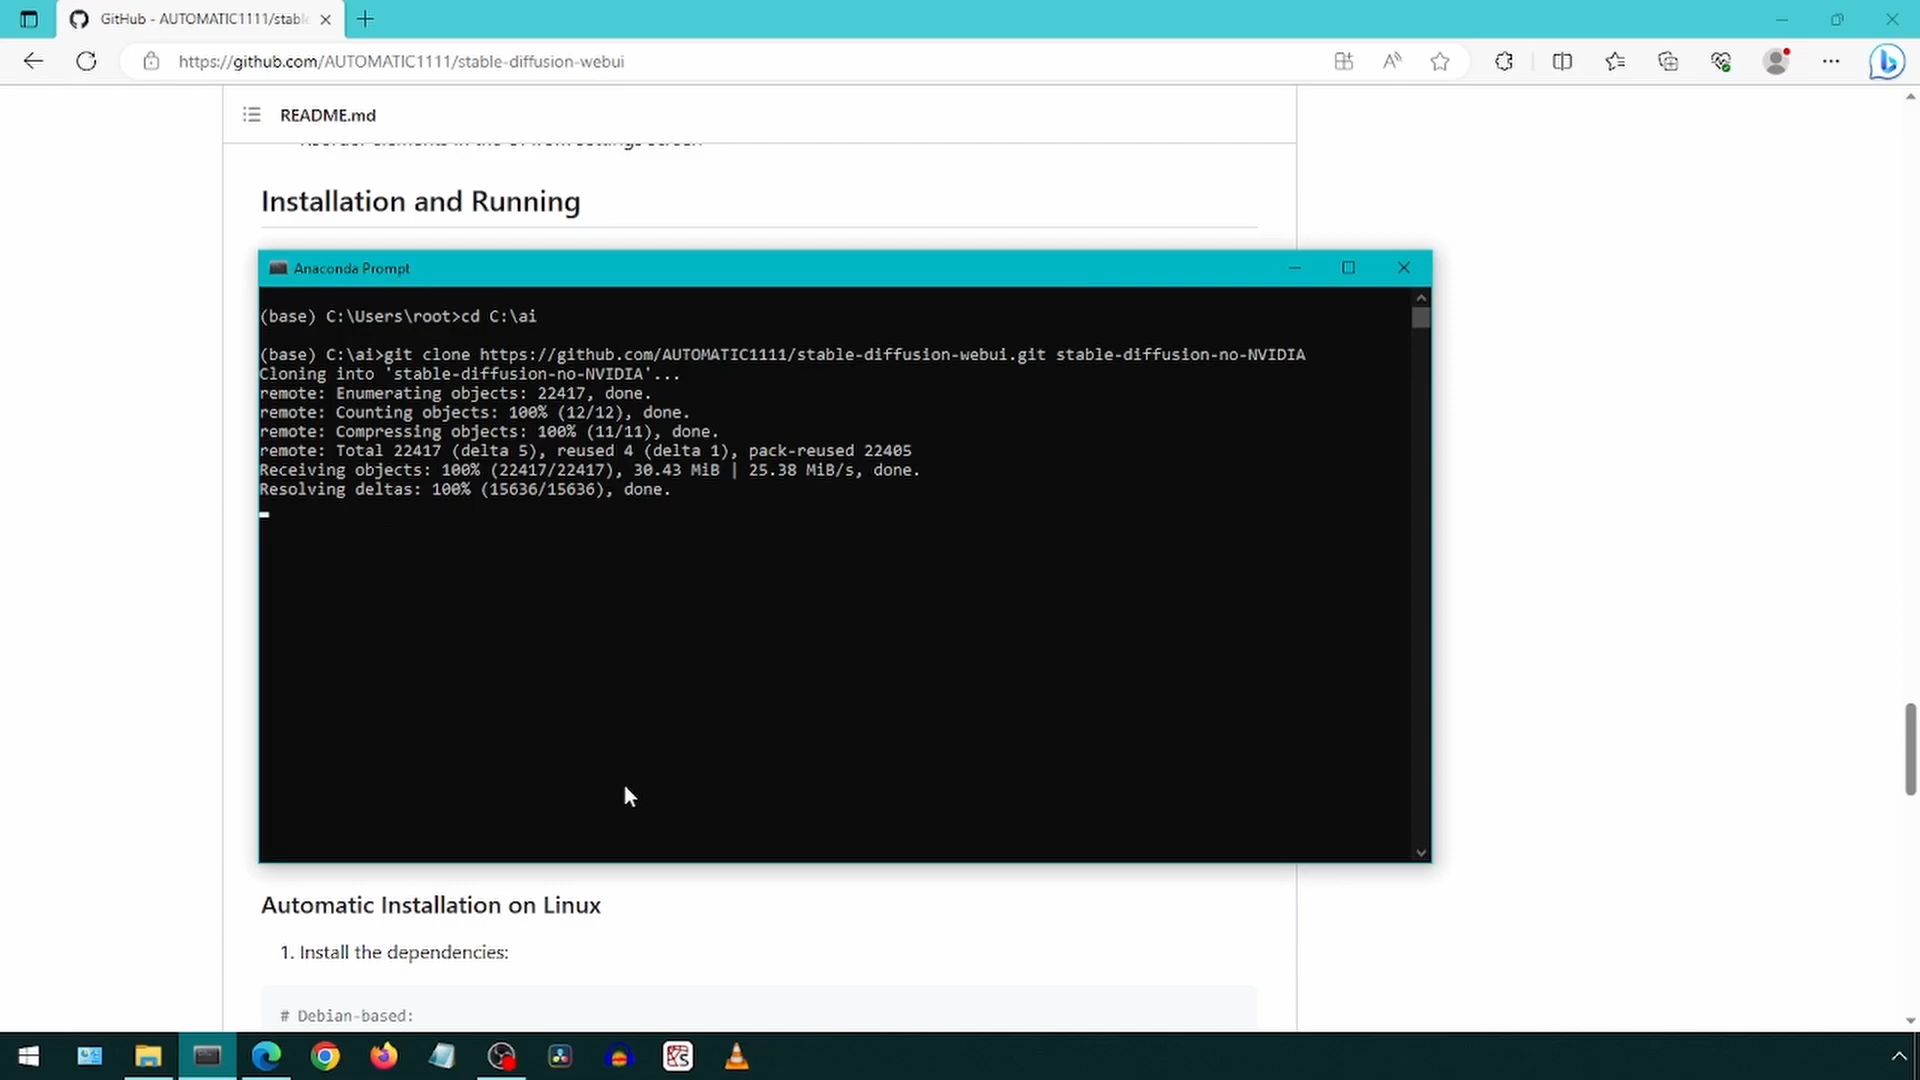 GitHub - AUTOMATIC1111/stabl
https://github.com/AUTOMATIC1111/stable-diffusion-webui
README.md
Installation and Running
Anaconda Prompt
(base) C:\Users\root>cd C:\ai
(base) C:\ai>git clone https://github.com/AUTOMATIC1111/stable-diffusion-webui.git stable-diffusion-no-NVIDIA
Cloning into 'stable-diffusion-no-NVIDIA'...
remote: Enumerating objects: 22417, done.
remote: Counting objects: 100% (12/12), done.
remote: Compressing objects: 100% (11/11), done.
remote: Total 22417 (delta 5), reused 4 (delta 1), pack-reused 22405
Receiving objects: 100% (22417/22417), 30.43 MiB | 25.38 MiB/s, done.
Resolving deltas: 100% (15636/15636), done.
Automatic Installation on Linux
1. Install the dependencies:
# Debian-based: